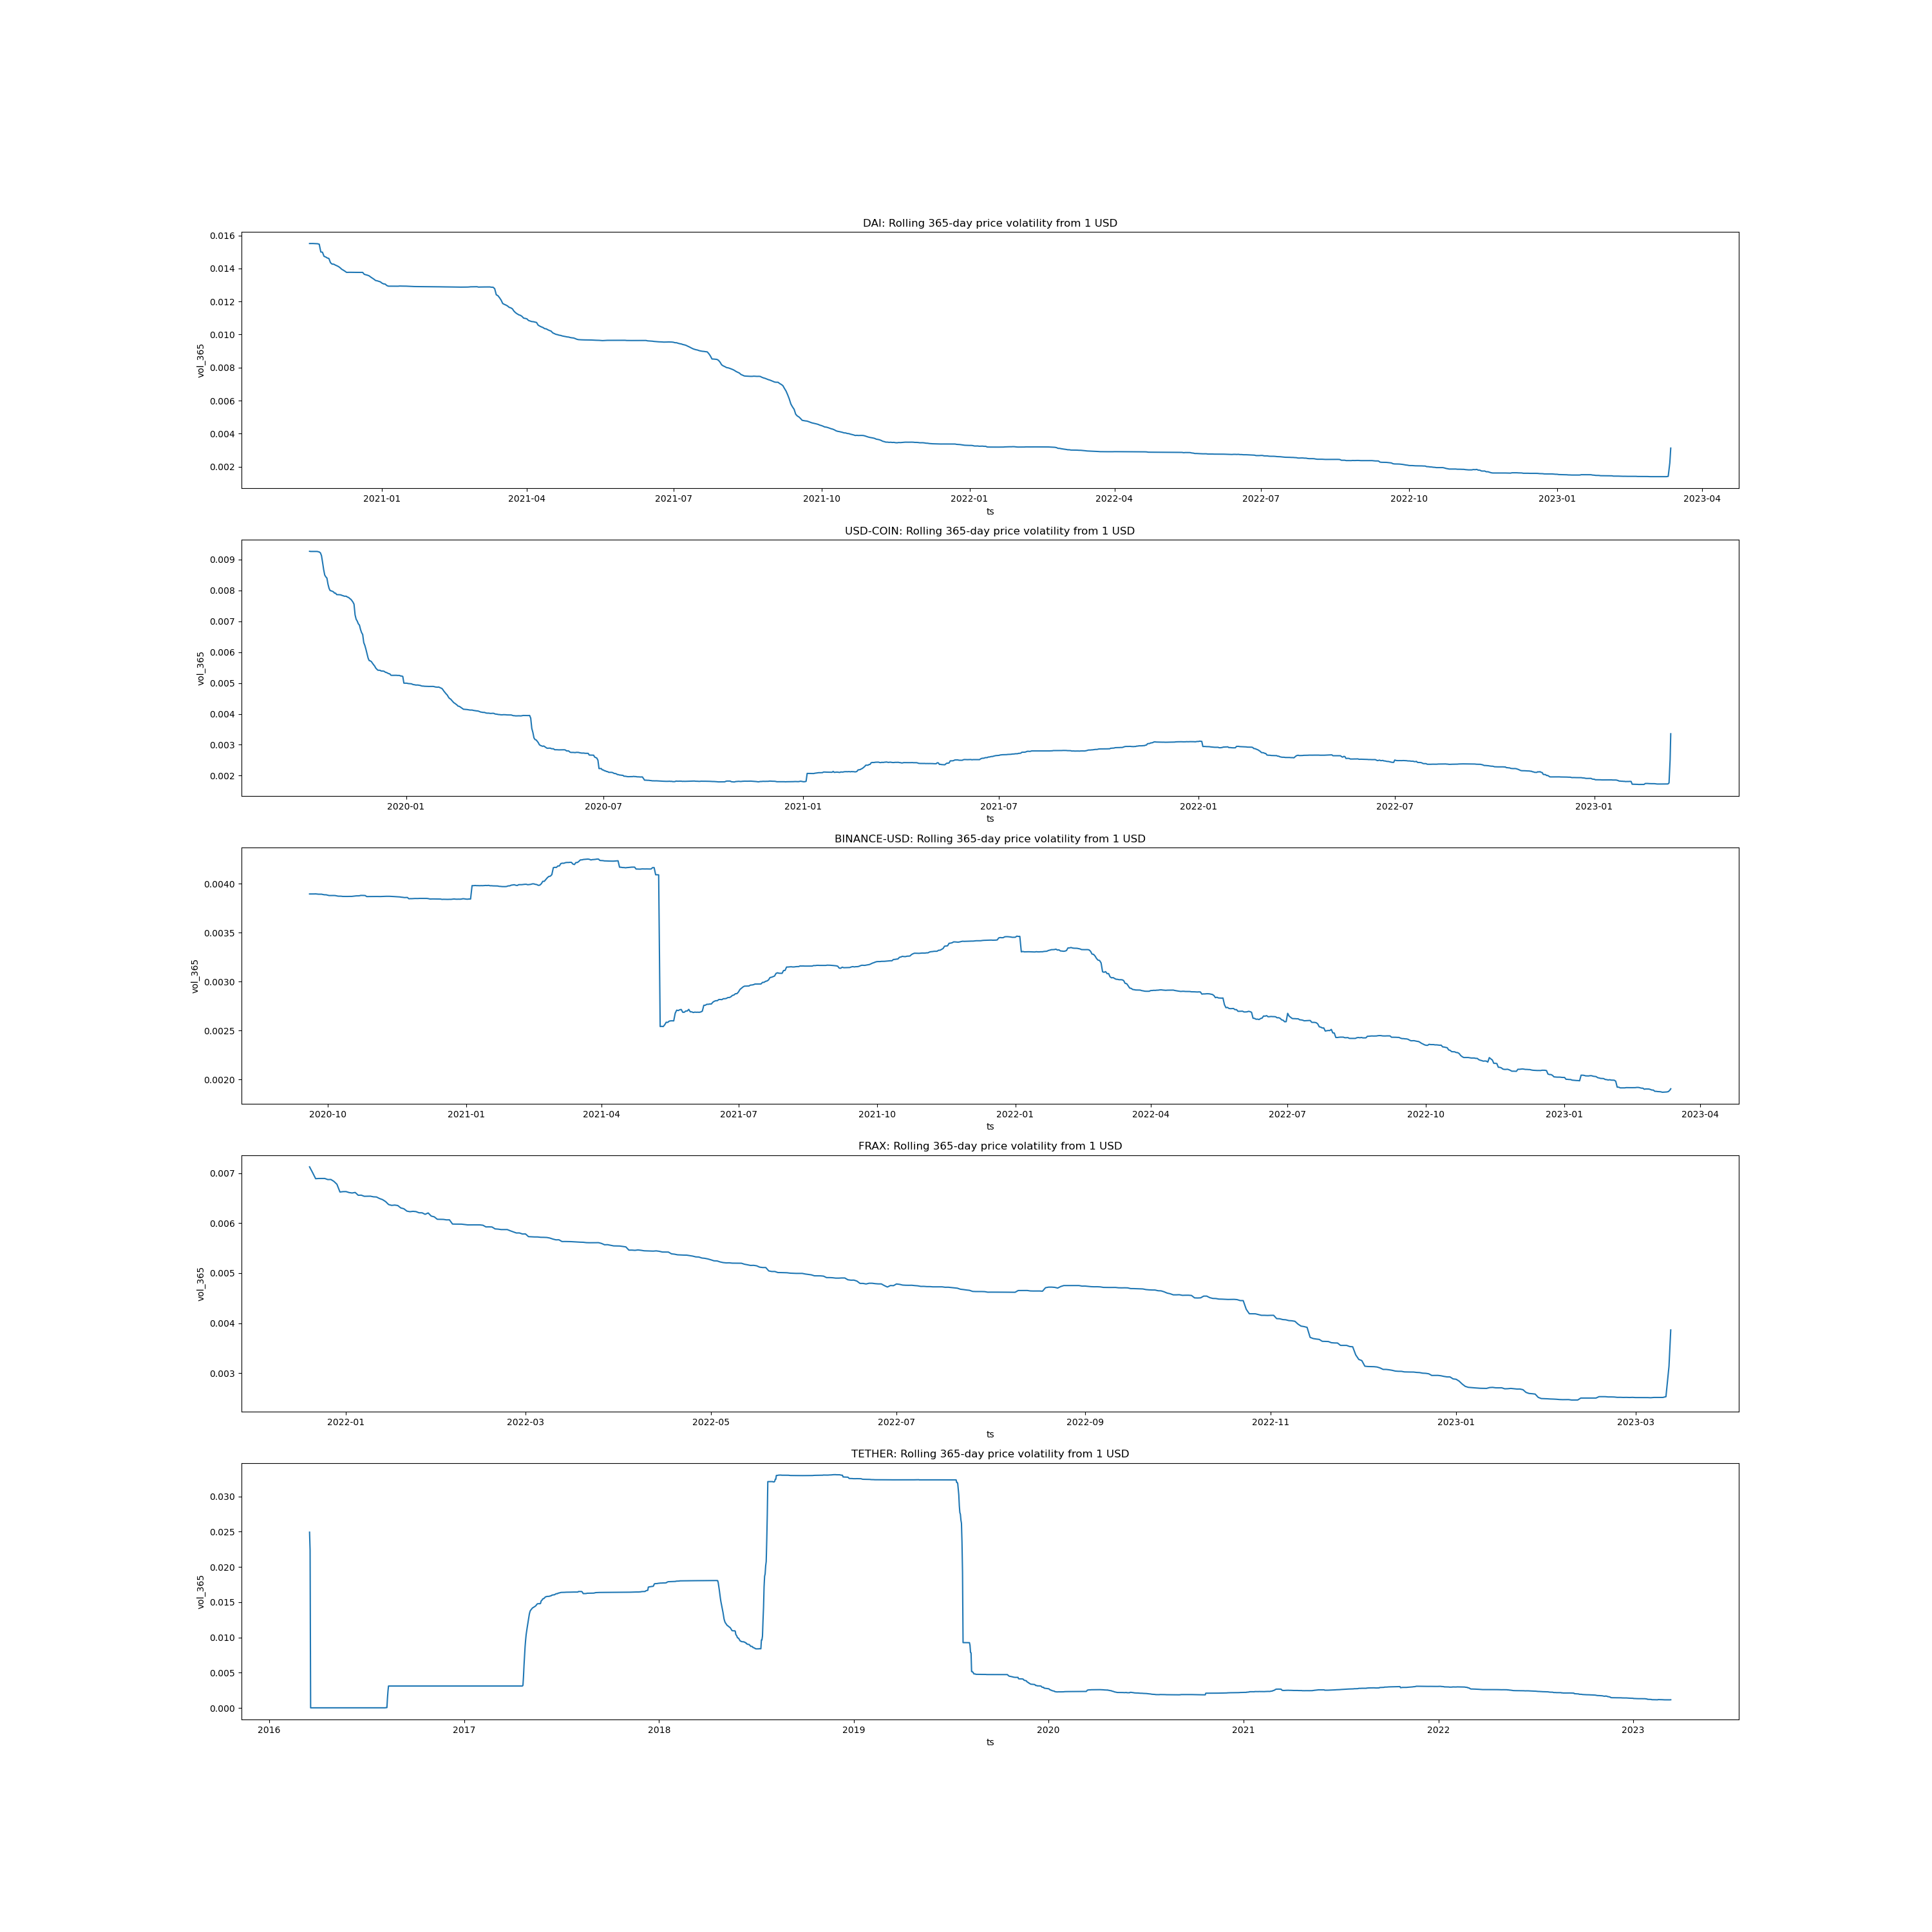 DAI: Rolling 365-day price volatility from 1 USD
0.016
0.014
0.012
0.010
0.008
0.006
0.004
0.002
vol_365
2021-01 2021-04 2021-07 2021-10 2022-01 2022-04 2022-07 2022-10 2023-01 2023-04
ts
USD-COIN: Rolling 365-day price volatility from 1 USD
0.009
0.008
0.007
0.006
0.005
0.004
0.003
0.002
vol_365
2020-01 2020-07 2021-01 2021-07 2022-01 2022-07 2023-01
ts
BINANCE-USD: Rolling 365-day price volatility from 1 USD
0.0040
0.0035
0.0030
0.0025
0.0020
vol_365
2020-10 2021-01 2021-04 2021-07 2021-10 2022-01 2022-04 2022-07 2022-10 2023-01 2023-04
ts
FRAX: Rolling 365-day price volatility from 1 USD
0.007
0.006
0.005
0.004
0.003
vol_365
2022-01 2022-03 2022-05 2022-07 2022-09 2022-11 2023-01 2023-03
ts
TETHER: Rolling 365-day price volatility from 1 USD
0.030
0.025
0.020
0.015
0.010
0.005
0.000
vol_365
2016 2017 2018 2019 2020 2021 2022 2023
ts